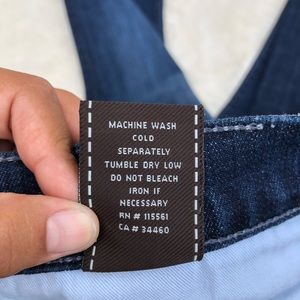 MACHINE WASH
COLD
SEPARATELY
TUMBLE DRY LOW
DO NOT BLEACH
IRON IF
NECESSARY
RN # 115561
CA # 34460